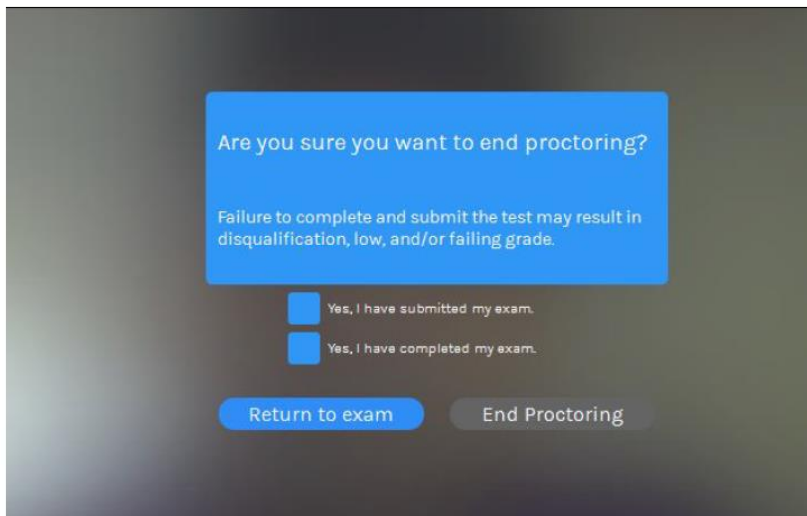 Are you sure you want to end proctoring?
Failure to complete and submit the test may result in
disqualification, low, and/or failing grade.
Yes, I have submitted my exam.
Yes, I have completed my exam.
Return to exam
End Proctoring